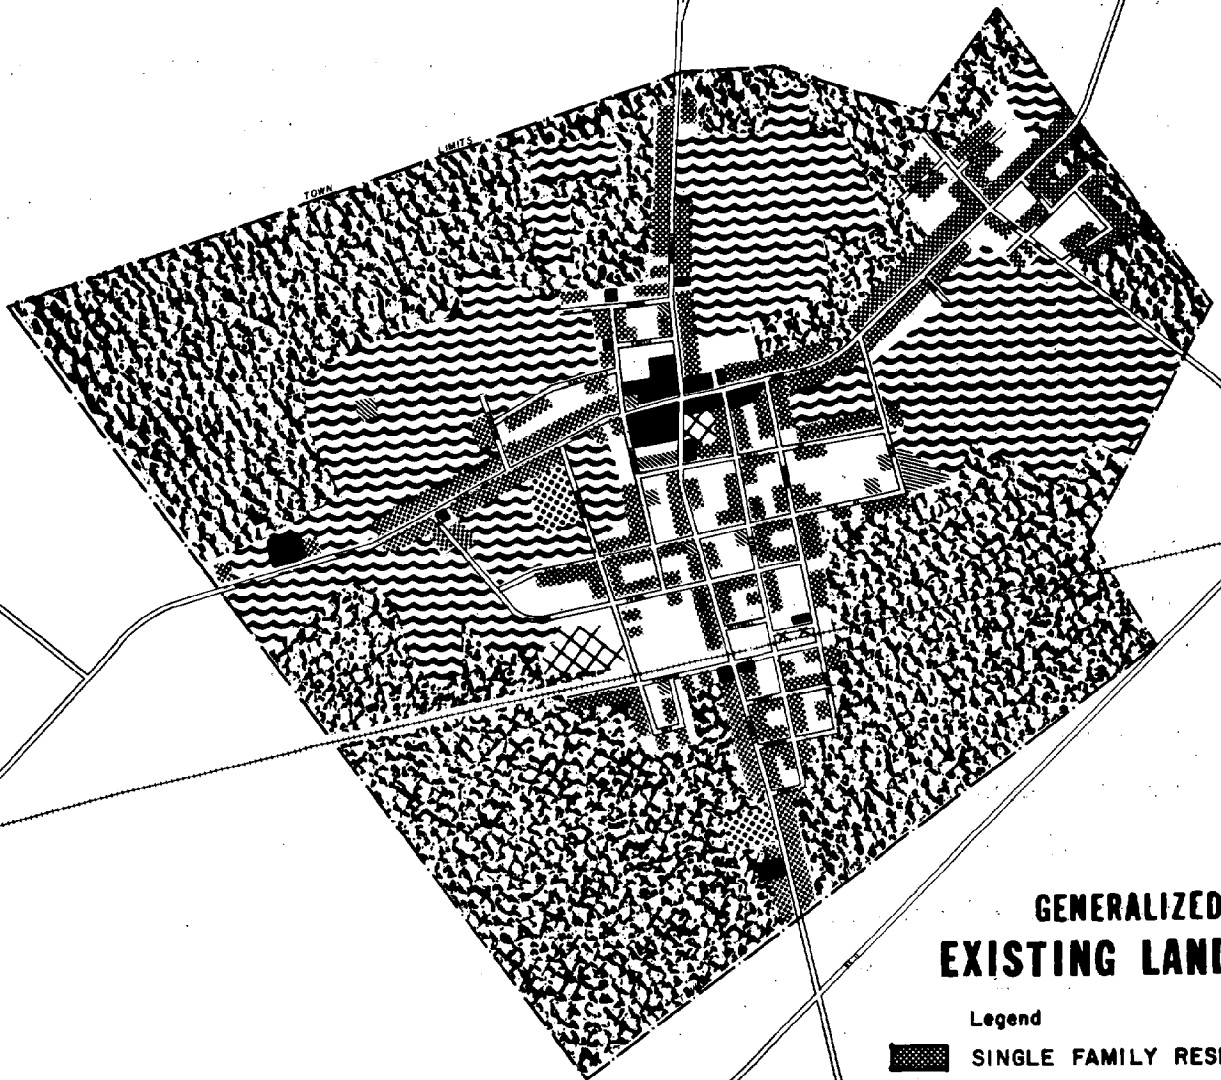 TOWN LIMITS
GENERALIZED
EXISTING LAND
Legend
SINGLE FAMILY RESI